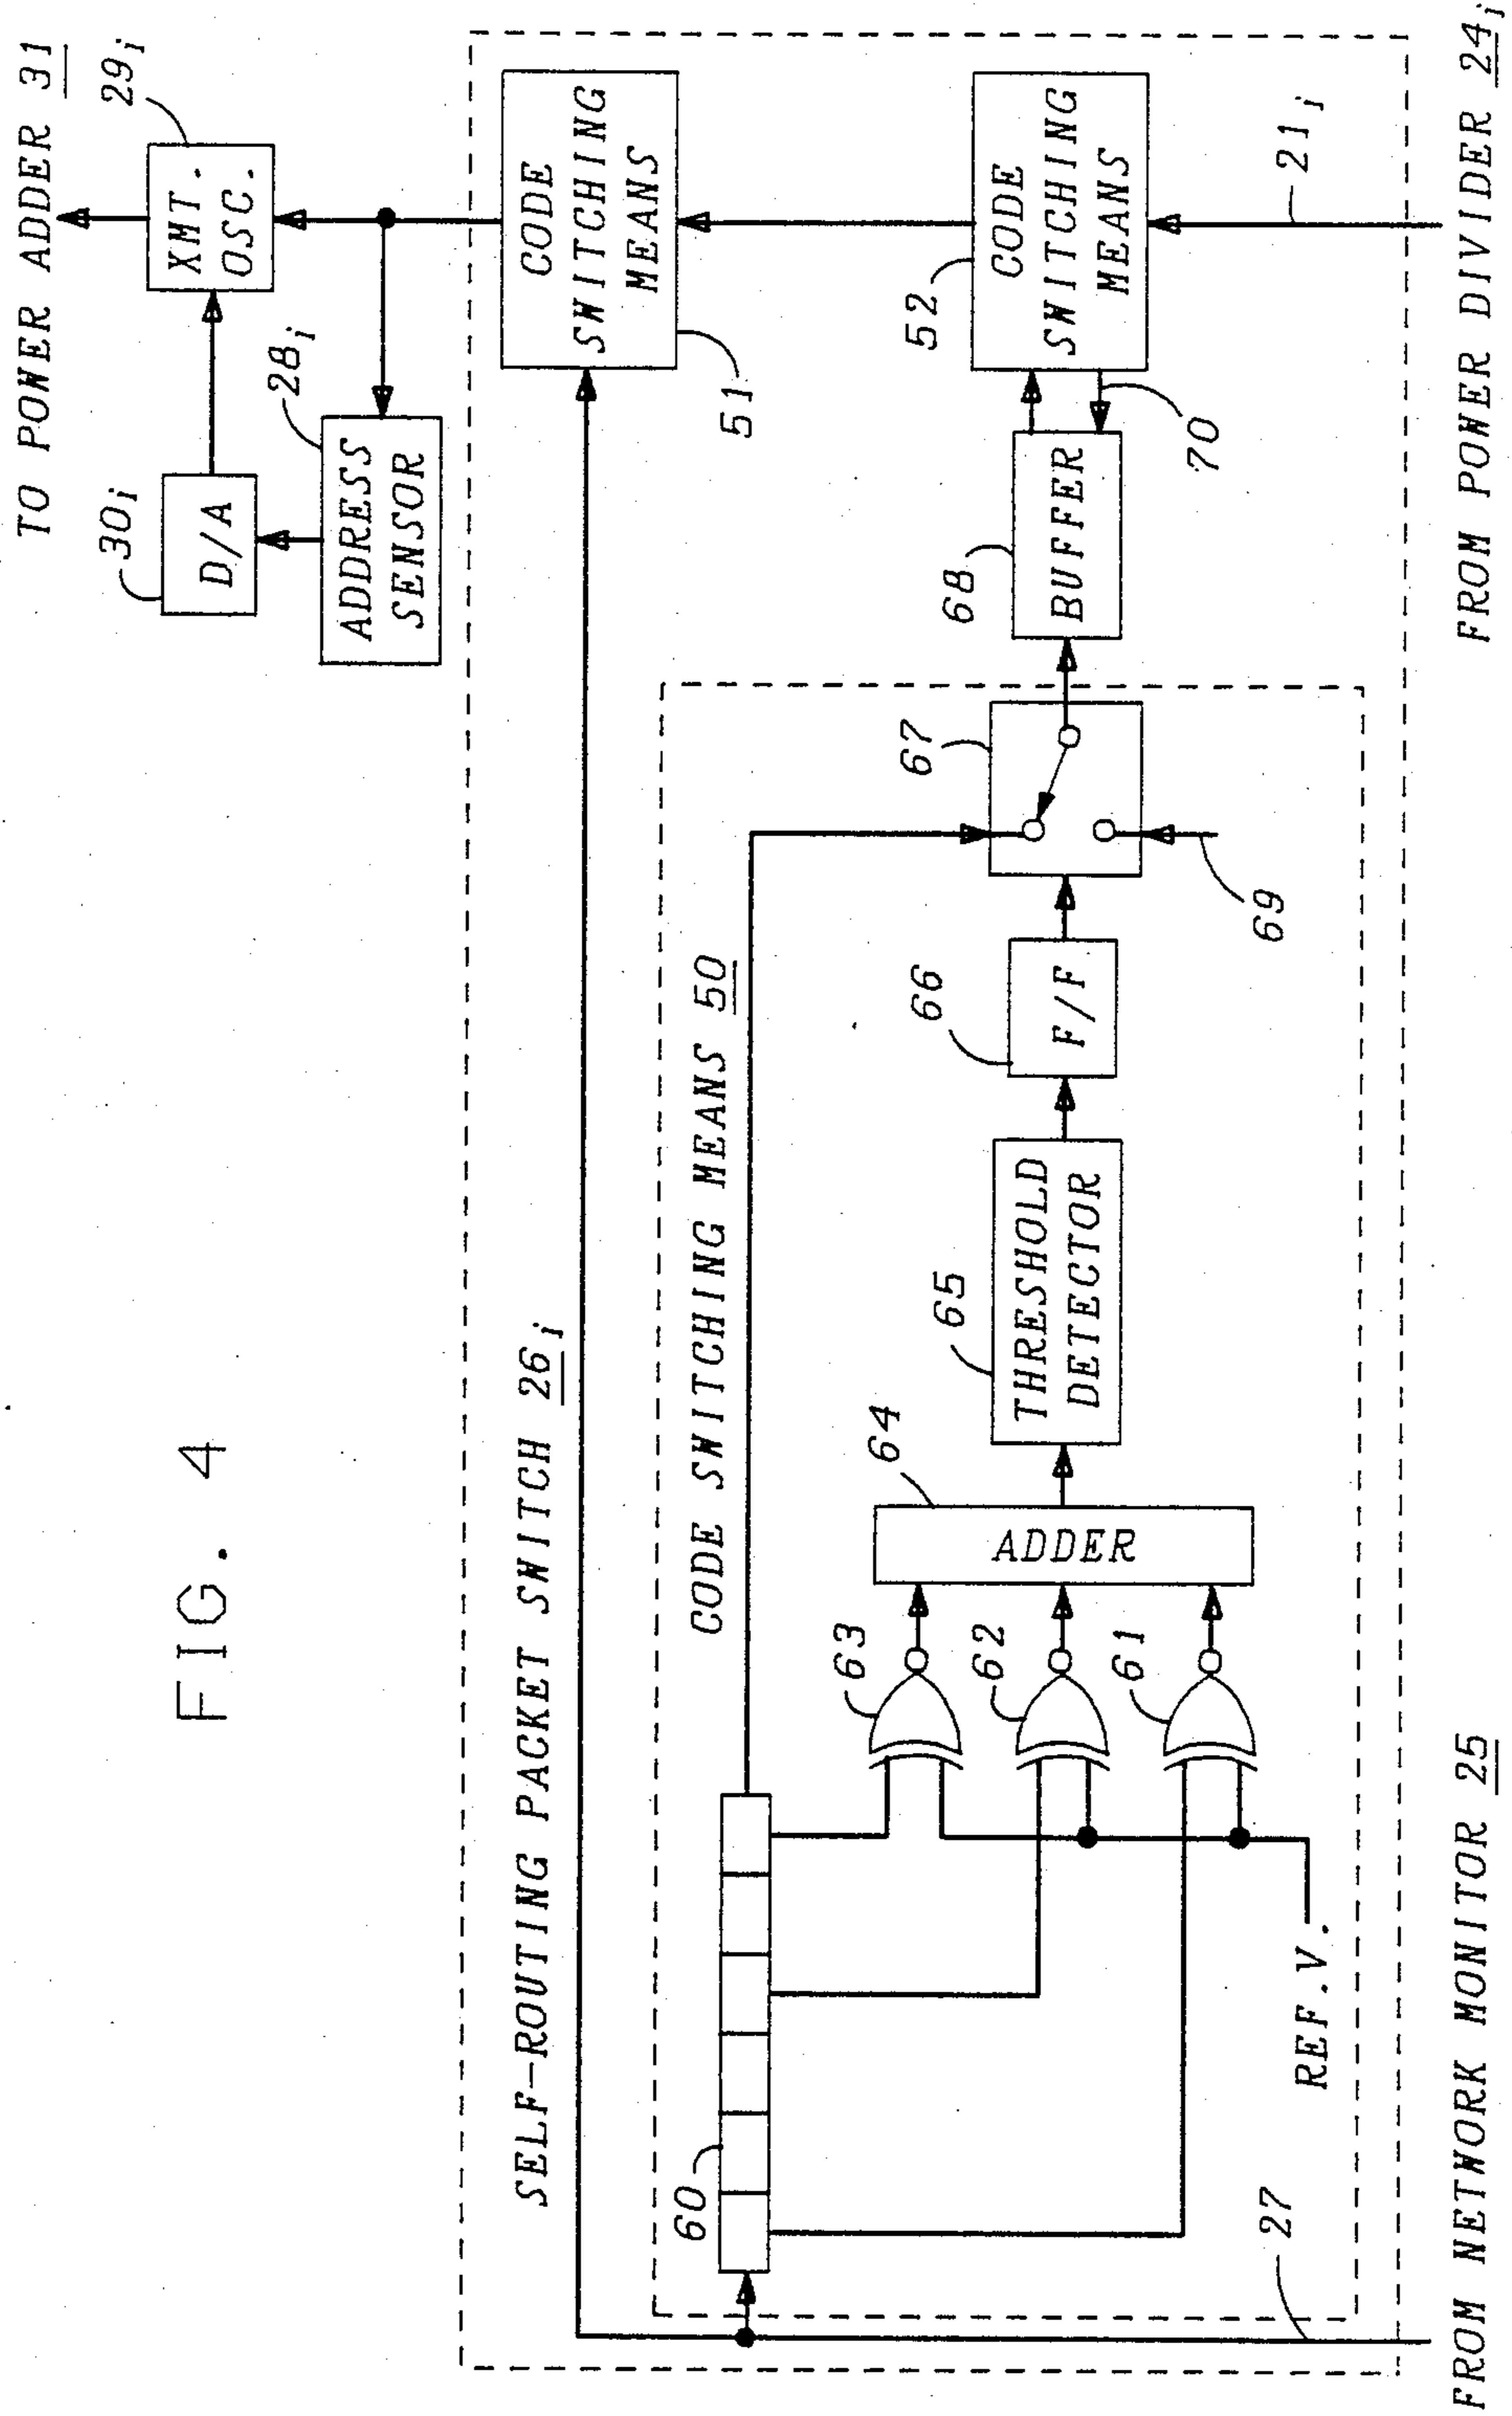 FIG. 4
TO POWER ADDER 31
29i
XMT.
OSC.
30i
D/A
28i
ADDRESS
SENSOR
SELF-ROUTING PACKET SWITCH 26i
CODE
SWITCHING
MEANS
51
CODE SWITCHING MEANS 50
60
63
62
61
64
ADDER
65
THRESHOLD
DETECTOR
66
F/F
67
69
68
BUFFER
70
52
CODE
SWITCHING
MEANS
REF.V.
27
21i
FROM NETWORK MONITOR 25
FROM POWER DIVIDER 24i